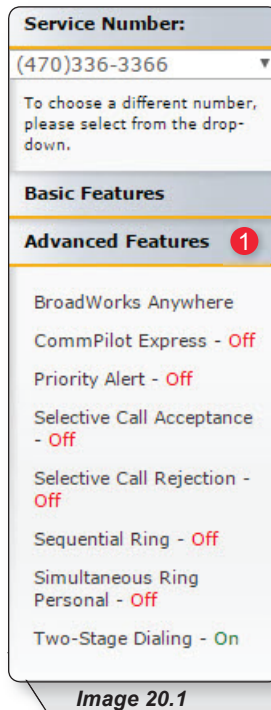 Service Number:
(470)336-3366
To choose a different number,
please select from the drop-
down.
Basic Features
Advanced Features 1
BroadWorks Anywhere
CommPilot Express - Off
Priority Alert - Off
Selective Call Acceptance
- Off
Selective Call Rejection -
Off
Sequential Ring - Off
Simultaneous Ring
Personal - Off
Two-Stage Dialing - On
Image 20.1